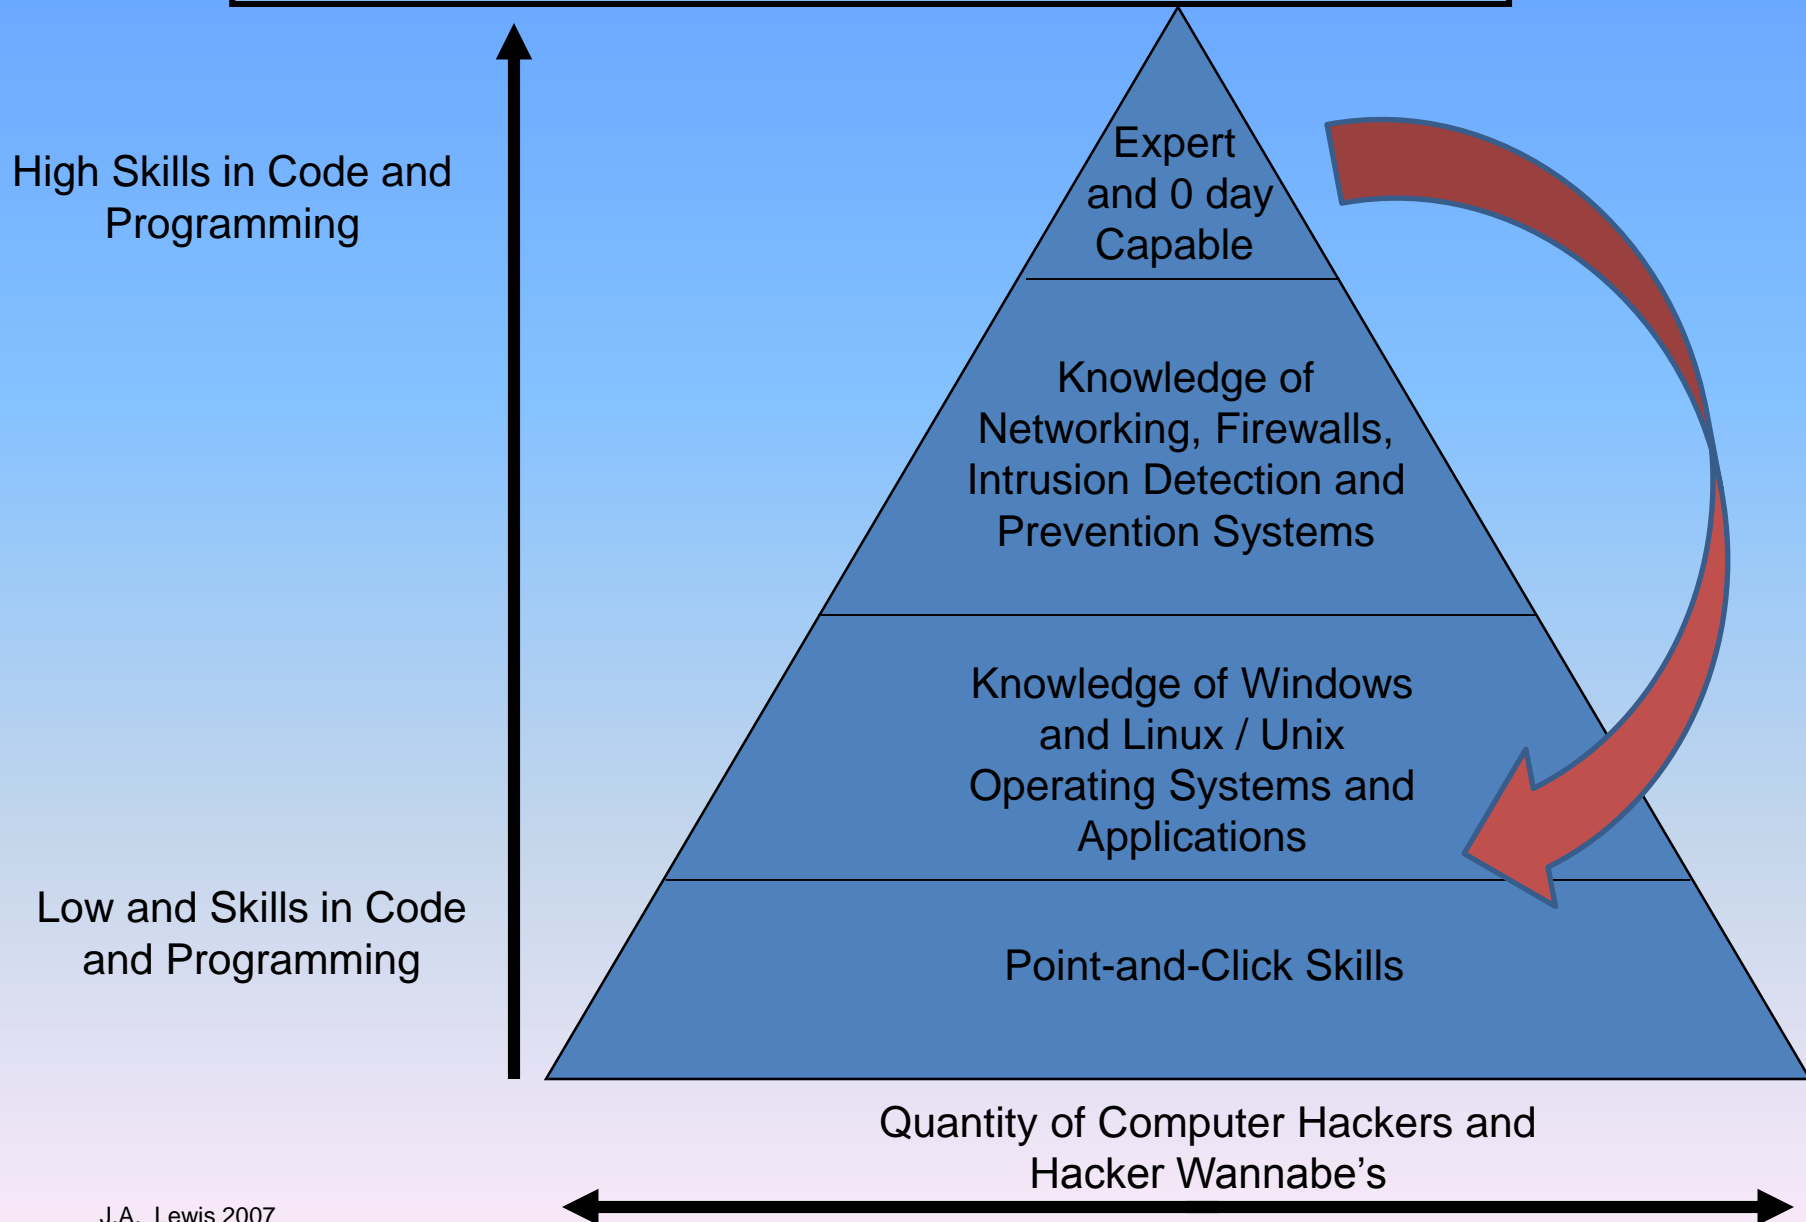 High Skills in Code and
Programming
Expert
and 0 day
Capable
Knowledge of
Networking, Firewalls,
Intrusion Detection and
Prevention Systems
Knowledge of Windows
and Linux / Unix
Operating Systems and
Applications
Low and Skills in Code
and Programming
Point-and-Click Skills
Quantity of Computer Hackers and
Hacker Wannabe’s
J.A. Lewis 2007